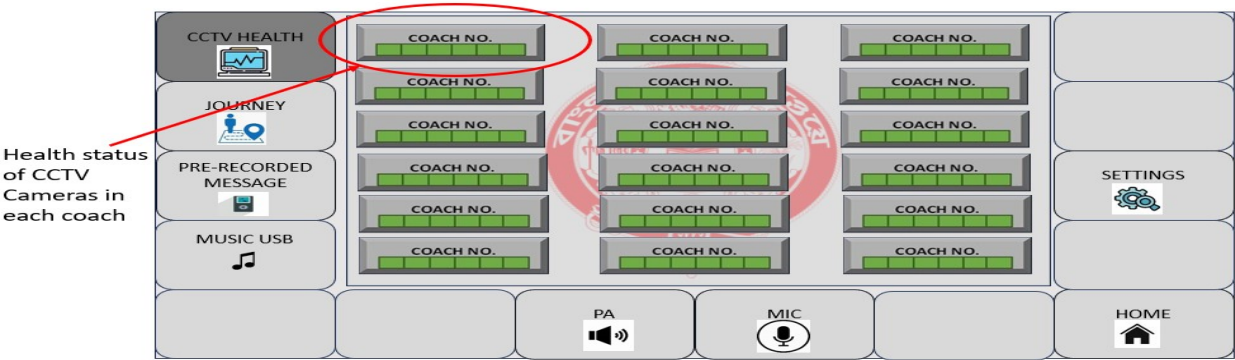 CCTV HEALTH
COACH NO.
COACH NO.
COACH NO.
COACH NO.
COACH NO.
COACH NO.
JOURNEY
COACH NO.
COACH NO.
COACH NO.
Health status
of CCTV
Cameras in
each coach
PRE-RECORDED
MESSAGE
COACH NO.
COACH NO.
COACH NO.
SETTINGS
COACH NO.
COACH NO.
COACH NO.
MUSIC USB
COACH NO.
COACH NO.
COACH NO.
PA
MIC
HOME